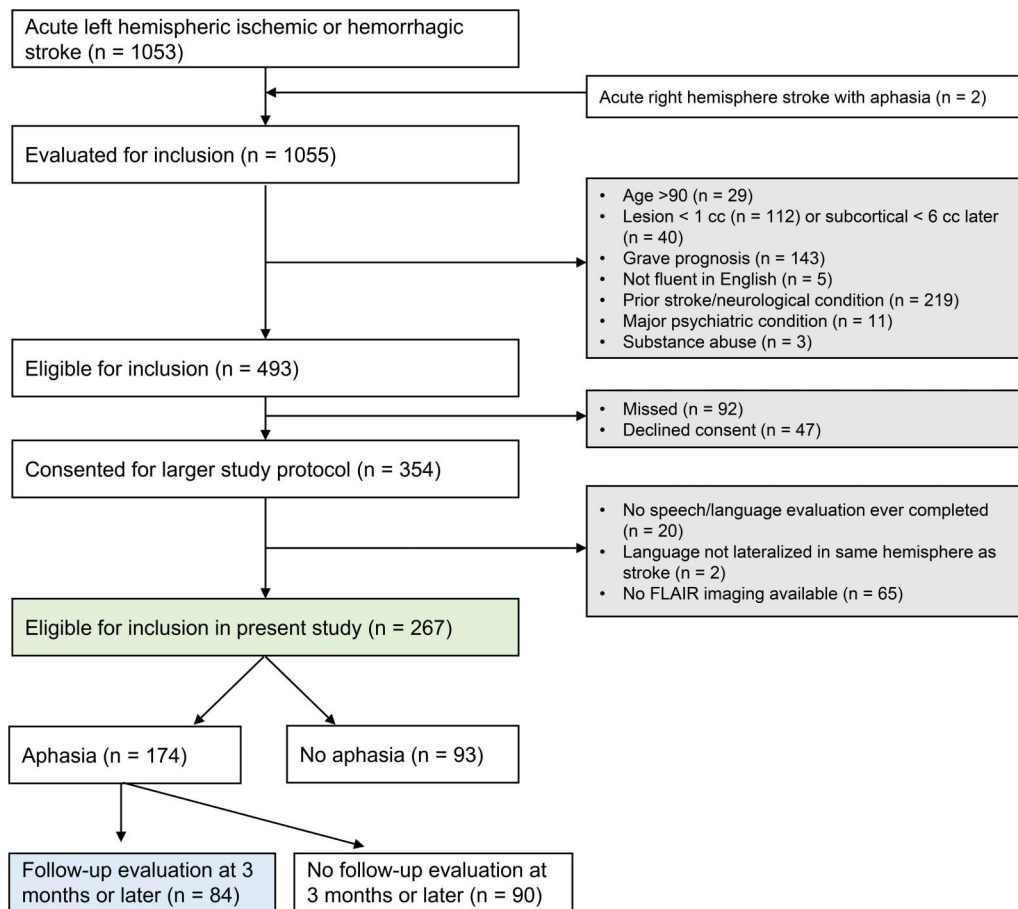 Acute left hemispheric ischemic or hemorrhagic
stroke (n = 1053)
Acute right hemisphere stroke with aphasia (n = 2)
Evaluated for inclusion (n = 1055)
• Age >90 (n = 29)
• Lesion < 1 cc (n = 112) or subcortical < 6 cc later
(n = 40)
• Grave prognosis (n = 143)
• Not fluent in English (n = 5)
• Prior stroke/neurological condition (n = 219)
• Major psychiatric condition (n = 11)
• Substance abuse (n = 3)
Eligible for inclusion (n = 493)
• Missed (n = 92)
• Declined consent (n = 47)
Consented for larger study protocol (n = 354)
• No speech/language evaluation ever completed
(n = 20)
• Language not lateralized in same hemisphere as
stroke (n = 2)
• No FLAIR imaging available (n = 65)
Eligible for inclusion in present study (n = 267)
Aphasia (n = 174)
No aphasia (n = 93)
Follow-up evaluation at 3
months or later (n = 84)
No follow-up evaluation at
3 months or later (n = 90)